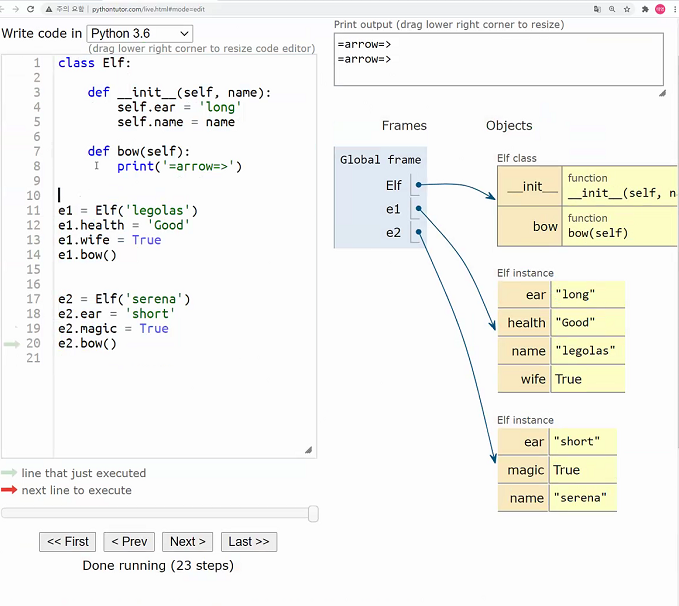 주의 요함 | pythontutor.com/live.html#mode=edit
Write code in Python 3.6
(drag lower right corner to resize code editor)
1 class Elf:
2
3 def __init__(self, name):
4 self.ear = 'long'
5 self.name = name
6
7 def bow(self):
8 print('=arrow=>')
9
10
11 e1 = Elf('legolas')
12 e1.health = 'Good'
13 e1.wife = True
14 e1.bow()
15
16
17 e2 = Elf('serena')
18 e2.ear = 'short'
19 e2.magic = True
20 e2.bow()
21
line that just executed
next line to execute
<< First < Prev Next > Last >>
Done running (23 steps)
Print output (drag lower right corner to resize)
=arrow=>
=arrow=>
Frames Objects
Global frame
Elf
e1
e2
Elf class
__init__ function
__init__(self, n
bow function
bow(self)
Elf instance
ear "long"
health "Good"
name "legolas"
wife True
Elf instance
ear "short"
magic True
name "serena"